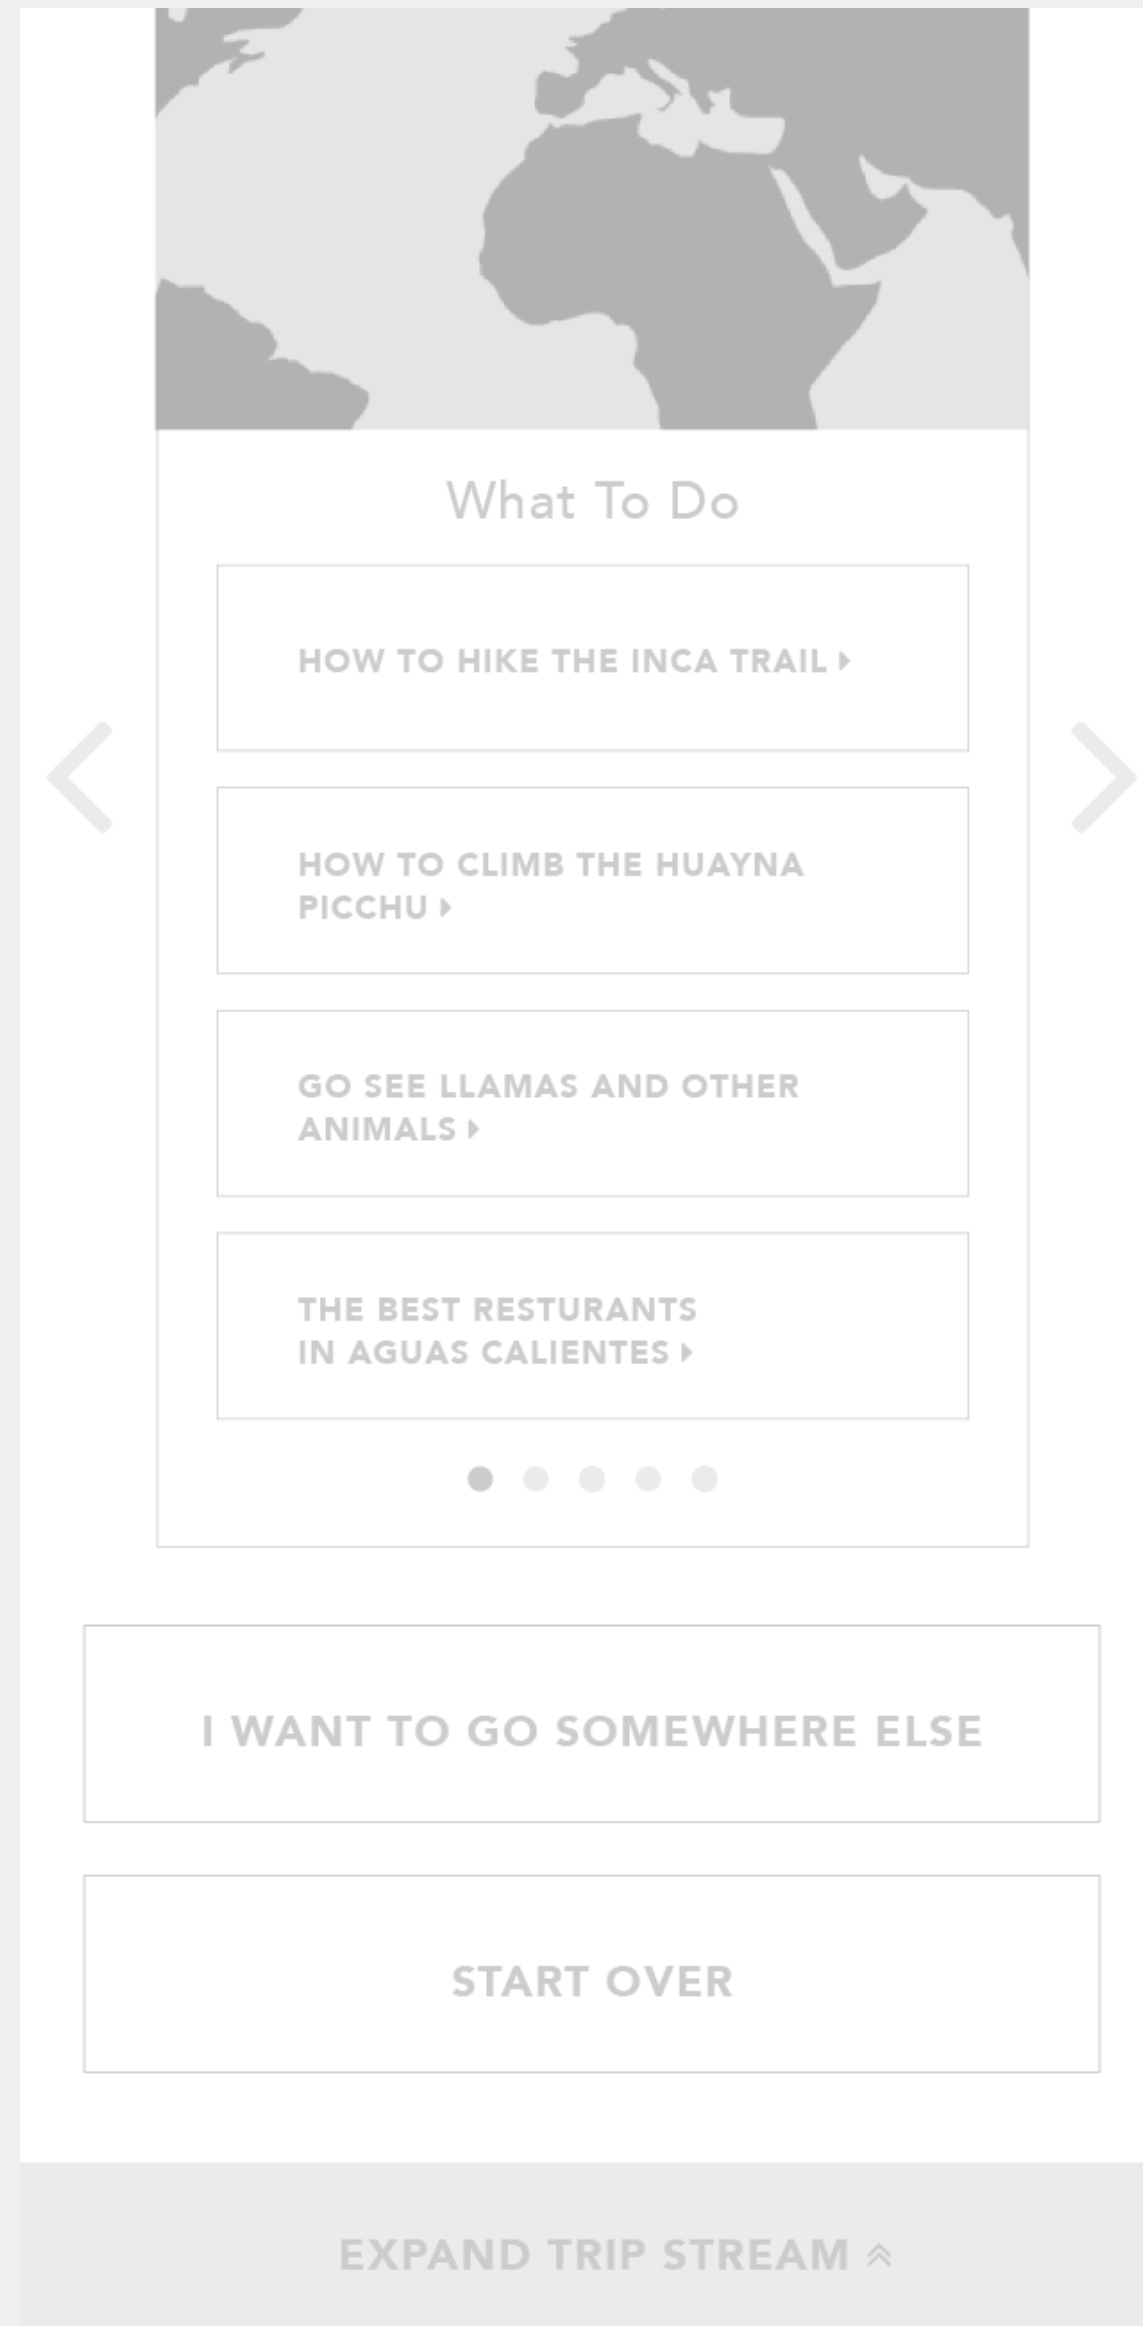 What To Do
HOW TO HIKE THE INCA TRAIL
HOW TO CLIMB THE HUAYNA
PICCHU
GO SEE LLAMAS AND OTHER
ANIMALS
THE BEST RESTURANTS
IN AGUAS CALIENTES
I WANT TO GO SOMEWHERE ELSE
START OVER
EXPAND TRIP STREAM